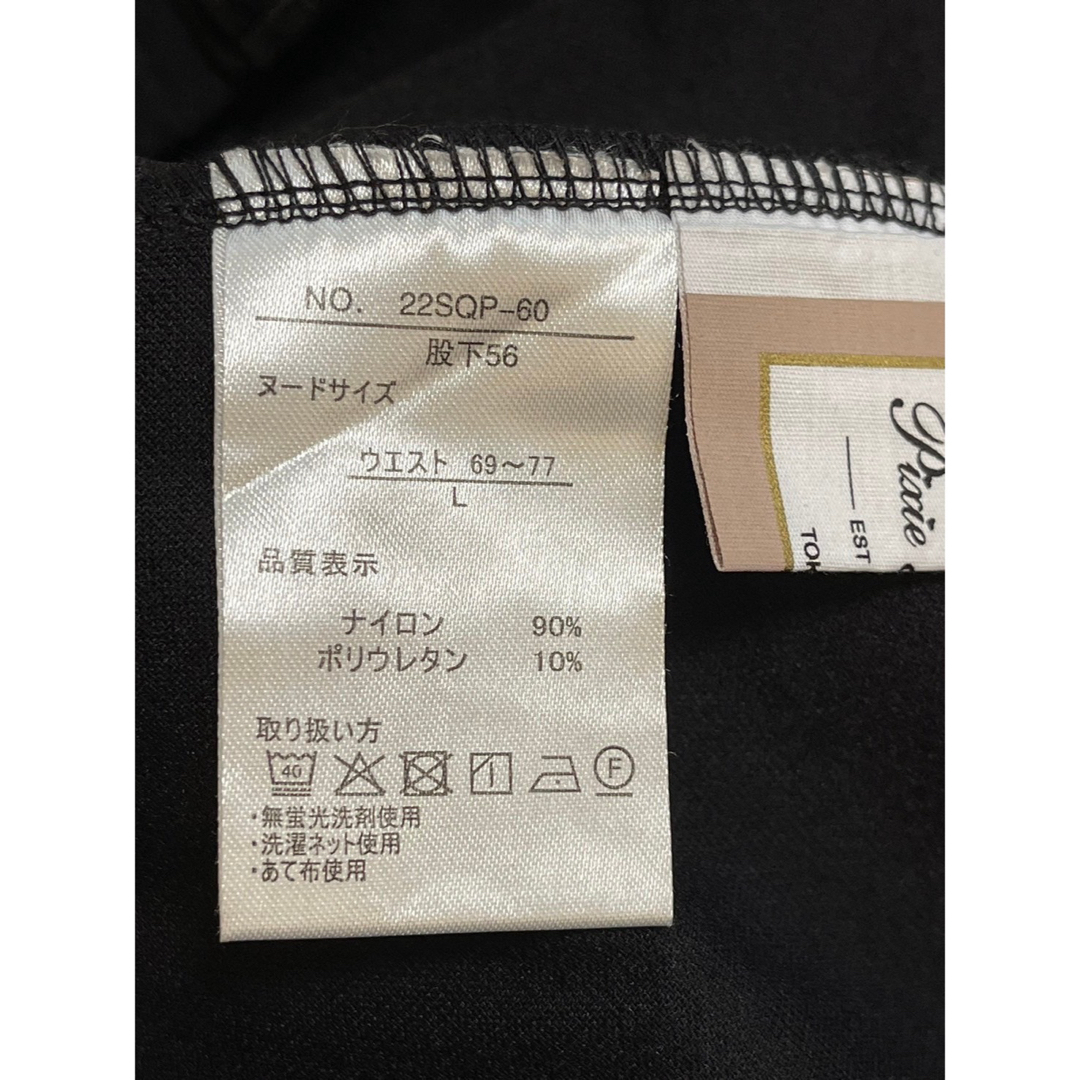 NO. 22SQP-60
股下56
ヌードサイズ
ウエスト 69〜77
L
品質表示
ナイロン 90%
ポリウレタン 10%
取り扱い方
40
F
・無蛍光洗剤使用
・洗濯ネット使用
・あて布使用
Pixie
EST